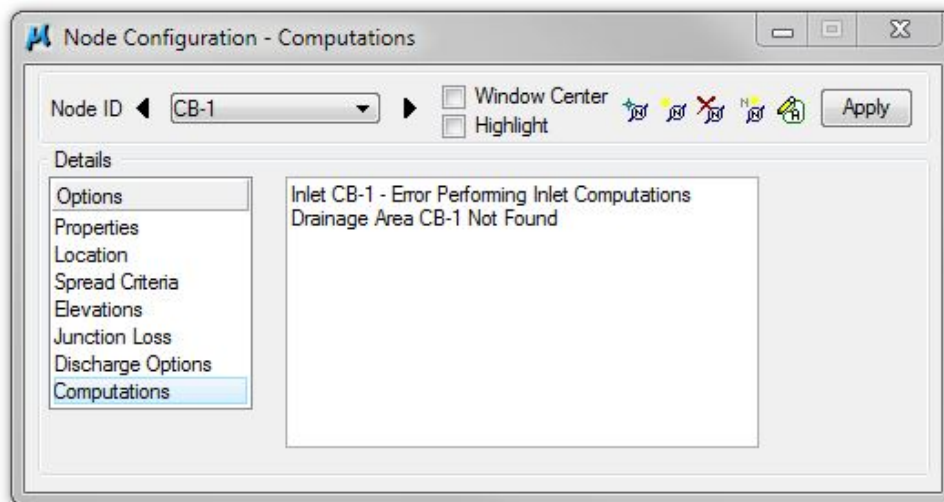 Node Configuration - Computations
Node ID CB-1 Window Center Apply
Highlight
Details
Options
Properties
Location
Spread Criteria
Elevations
Junction Loss
Discharge Options
Computations
Inlet CB-1 - Error Performing Inlet Computations
Drainage Area CB-1 Not Found